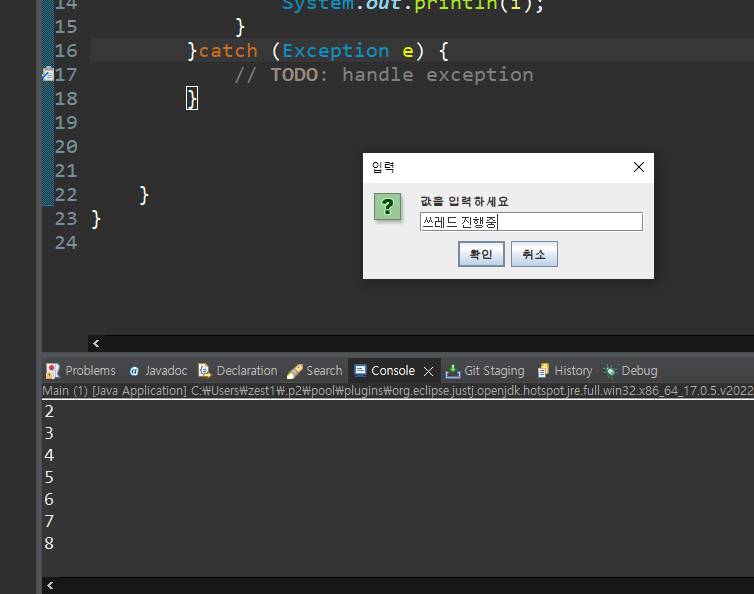 14 System.out.println(i);
15 }
16 }catch (Exception e) {
17 // TODO: handle exception
18 }
19
20
21
22 }
23 }
24
입력
값을 입력하세요
쓰레드 진행중
확인 취소
Problems Javadoc Declaration Search Console Git Staging History Debug
Main (1) [Java Application] C:₩Users₩zest1₩.p2₩pool₩plugins₩org.eclipse.justj.openjdk.hotspot.jre.full.win32.x86_64_17.0.5.v2022
2
3
4
5
6
7
8